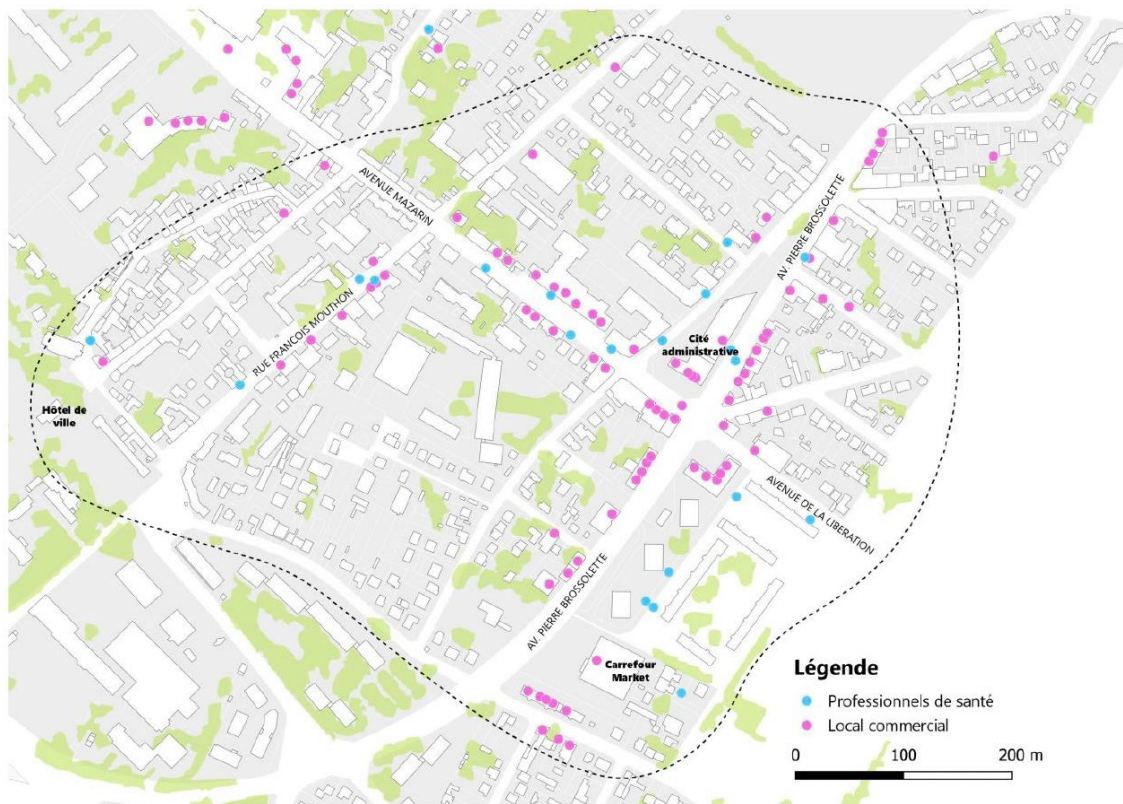 AVENUE MAZARIN
AV. PIERRE BROSSOLETTE
RUE FRANCOIS MOUTHON
Cité
administrative
Hôtel de
ville
AVENUE DE LA LIBERATION
AV. PIERRE BROSSOLETTE
Carrefour
Market
Légende
Professionnels de santé
Local commercial
0 100 200 m